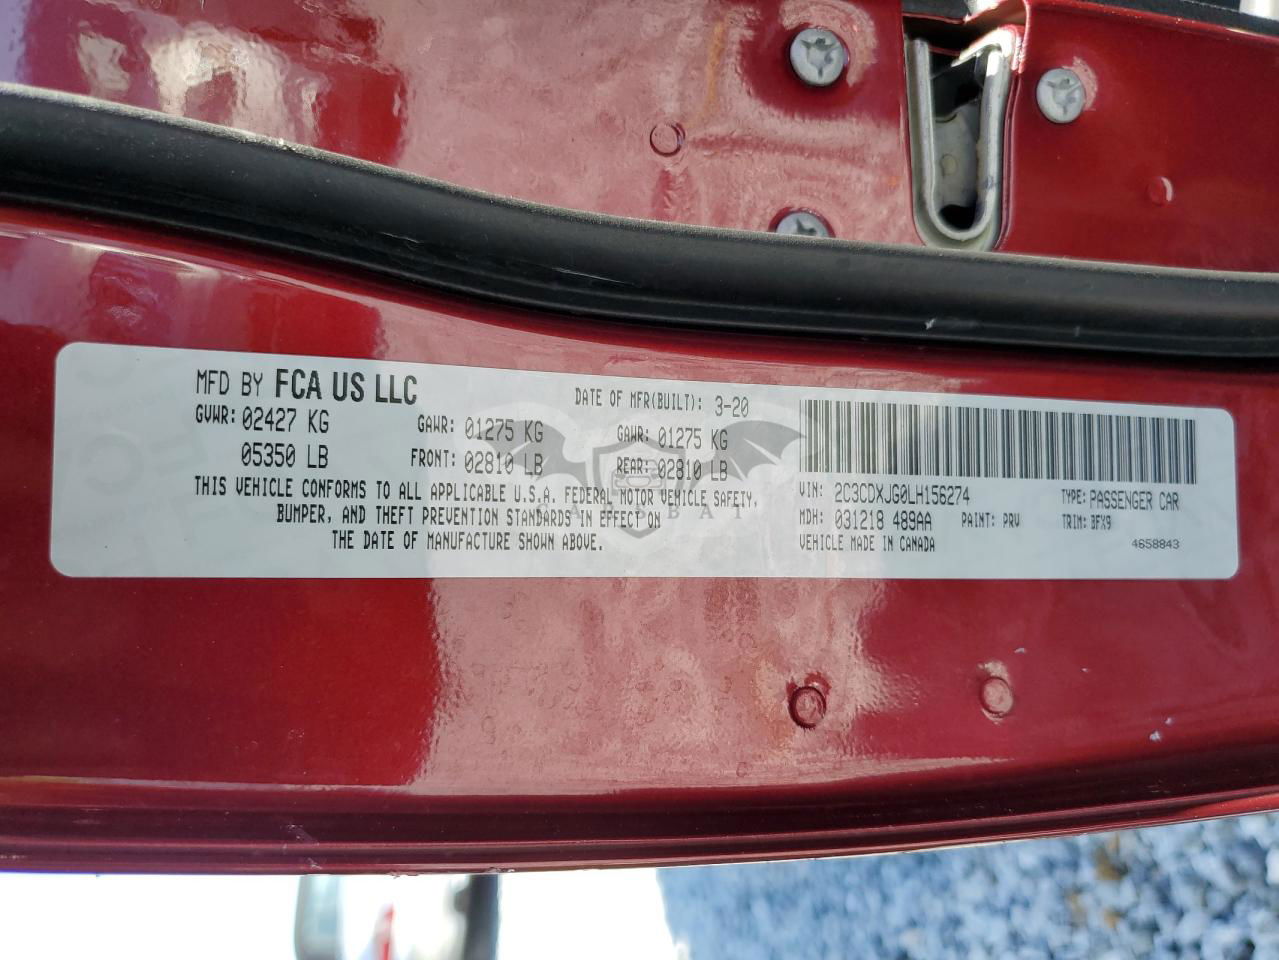 MFD BY FCA US LLC DATE OF MFR(BUILT): 3-20
GVWR: 02427 KG GAWR: 01275 KG GAWR: 01275 KG
05350 LB FRONT: 02810 LB REAR: 02810 LB
THIS VEHICLE CONFORMS TO ALL APPLICABLE U.S.A. FEDERAL MOTOR VEHICLE SAFETY,
BUMPER, AND THEFT PREVENTION STANDARDS IN EFFECT ON
THE DATE OF MANUFACTURE SHOWN ABOVE.
VIN: 2C3CDXJG0LH156274 TYPE: PASSENGER CAR
MDH: 031218 489AA PAINT: PRV TRIM: BFX9
VEHICLE MADE IN CANADA 4658843
CARSBAT